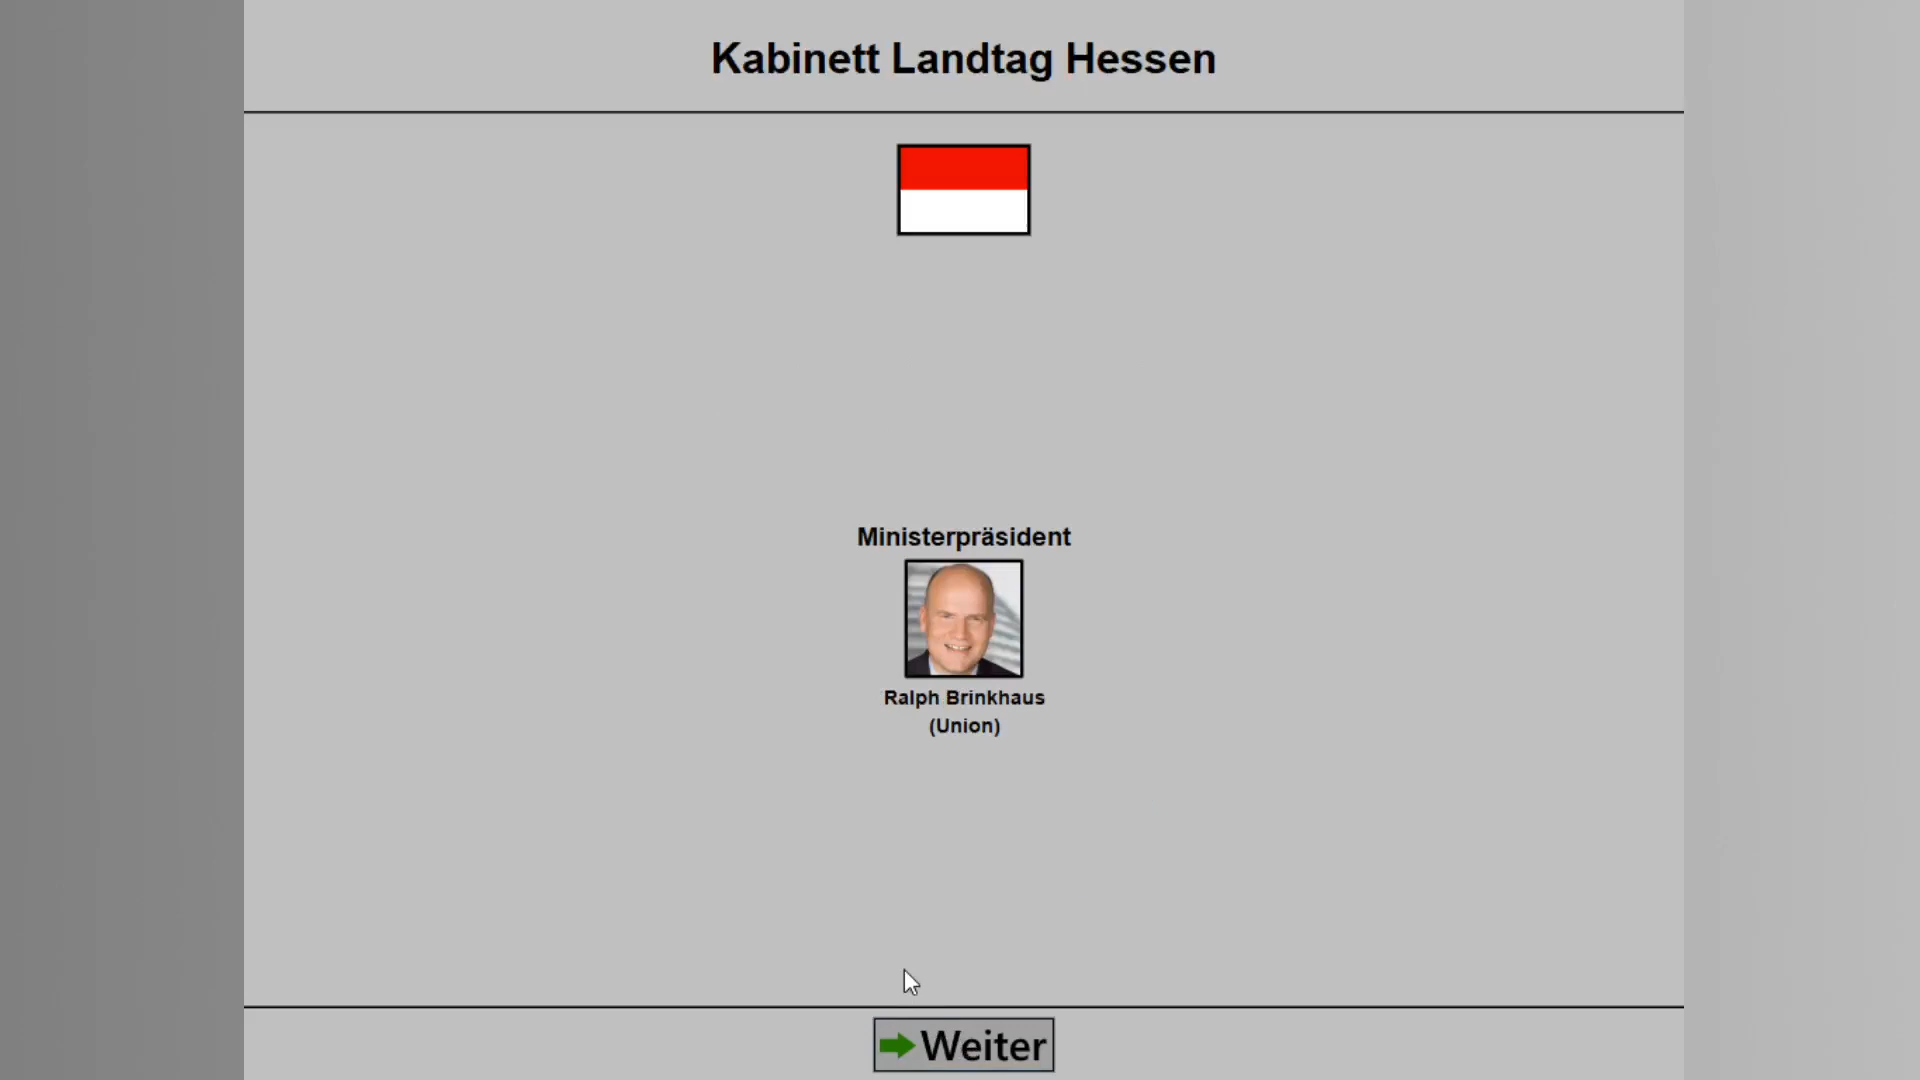 Kabinett Landtag Hessen
Ministerpräsident
Ralph Brinkhaus
(Union)
Weiter